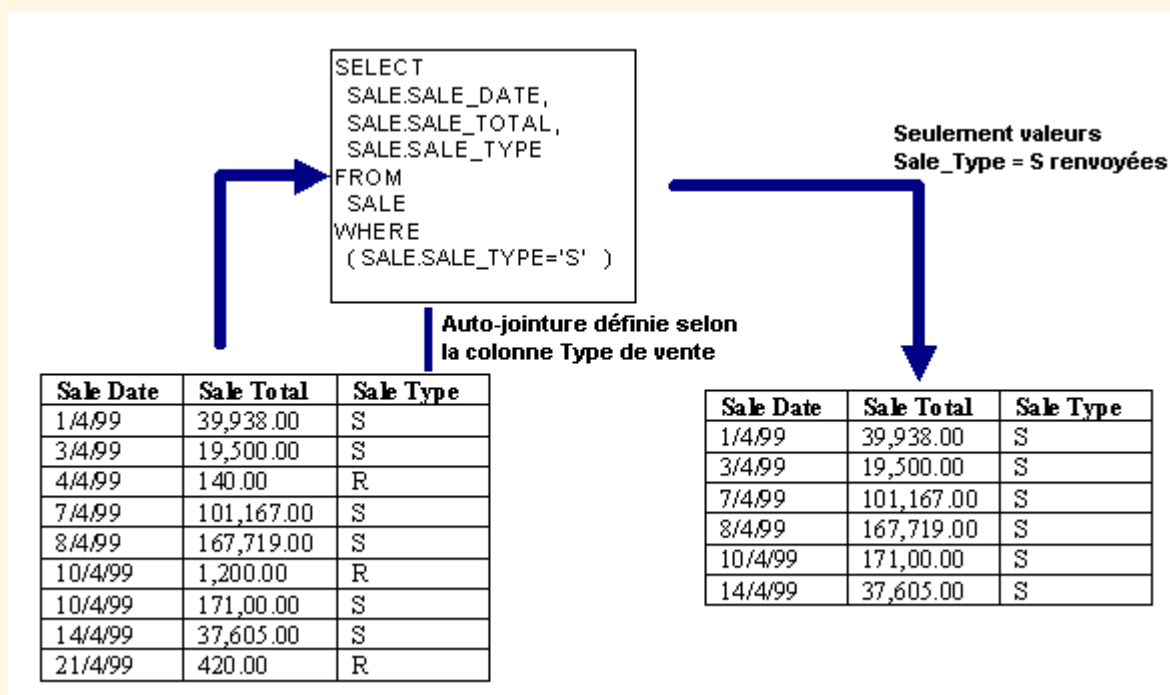 SELECT
SALE.SALE_DATE,
SALE.SALE_TOTAL,
SALE.SALE_TYPE
FROM
SALE
WHERE
( SALE.SALE_TYPE='S' )
Seulement valeurs
Sale_Type = S renvoyées
Auto-jointure définie selon
la colonne Type de vente
Sale Date Sale Total Sale Type
1/4/99 39,938.00 S
3/4/99 19,500.00 S
4/4/99 140.00 R
7/4/99 101,167.00 S
8/4/99 167,719.00 S
10/4/99 1,200.00 R
10/4/99 171,00.00 S
14/4/99 37,605.00 S
21/4/99 420.00 R
Sale Date Sale Total Sale Type
1/4/99 39,938.00 S
3/4/99 19,500.00 S
7/4/99 101,167.00 S
8/4/99 167,719.00 S
10/4/99 171,00.00 S
14/4/99 37,605.00 S